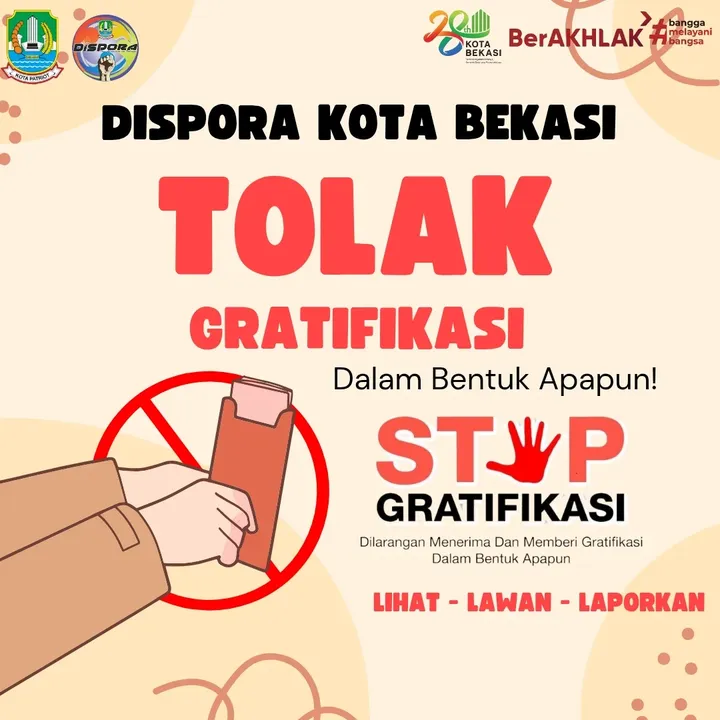 KOTA PATRIOT
DISPORA
28th KOTA
BEKASI
BerAKHLAK
# bangga
melayani
bangsa
DISPORA KOTA BEKASI
TOLAK
GRATIFIKASI
Dalam Bentuk Apapun!
STOP
GRATIFIKASI
Dilarangan Menerima Dan Memberi Gratifikasi
Dalam Bentuk Apapun
LIHAT - LAWAN - LAPORKAN